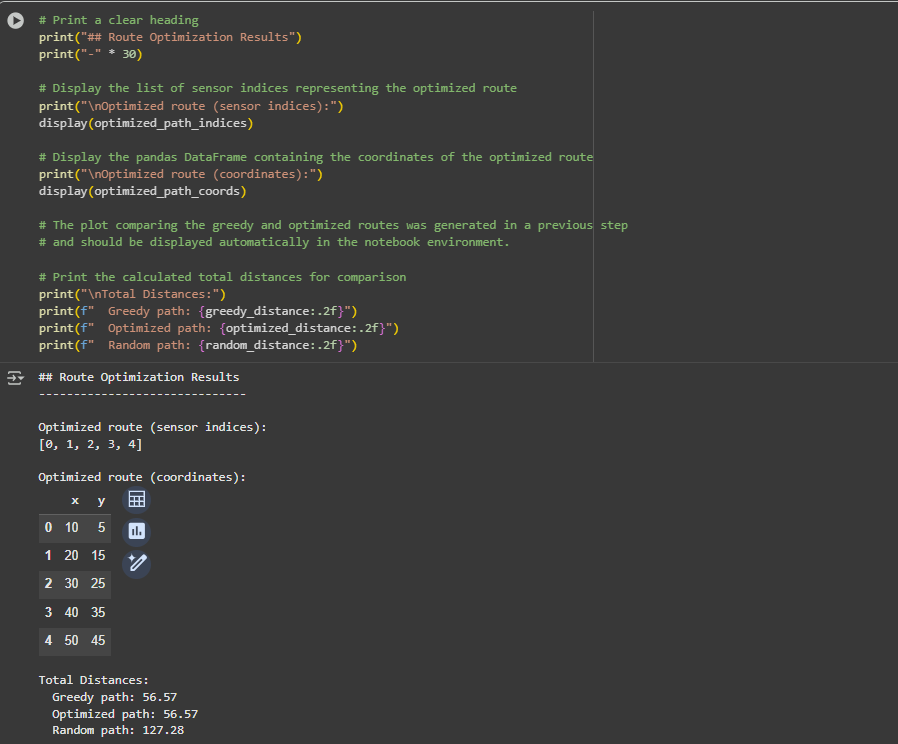 # Print a clear heading
print("## Route Optimization Results")
print("-" * 30)
# Display the list of sensor indices representing the optimized route
print("\nOptimized route (sensor indices):")
display(optimized_path_indices)
# Display the pandas DataFrame containing the coordinates of the optimized route
print("\nOptimized route (coordinates):")
display(optimized_path_coords)
# The plot comparing the greedy and optimized routes was generated in a previous step
# and should be displayed automatically in the notebook environment.
# Print the calculated total distances for comparison
print("\nTotal Distances:")
print(f"  Greedy path: {greedy_distance:.2f}")
print(f"  Optimized path: {optimized_distance:.2f}")
print(f"  Random path: {random_distance:.2f}")
## Route Optimization Results
------------------------------
Optimized route (sensor indices):
[0, 1, 2, 3, 4]
Optimized route (coordinates):
x y
0 10 5
1 20 15
2 30 25
3 40 35
4 50 45
Total Distances:
  Greedy path: 56.57
  Optimized path: 56.57
  Random path: 127.28